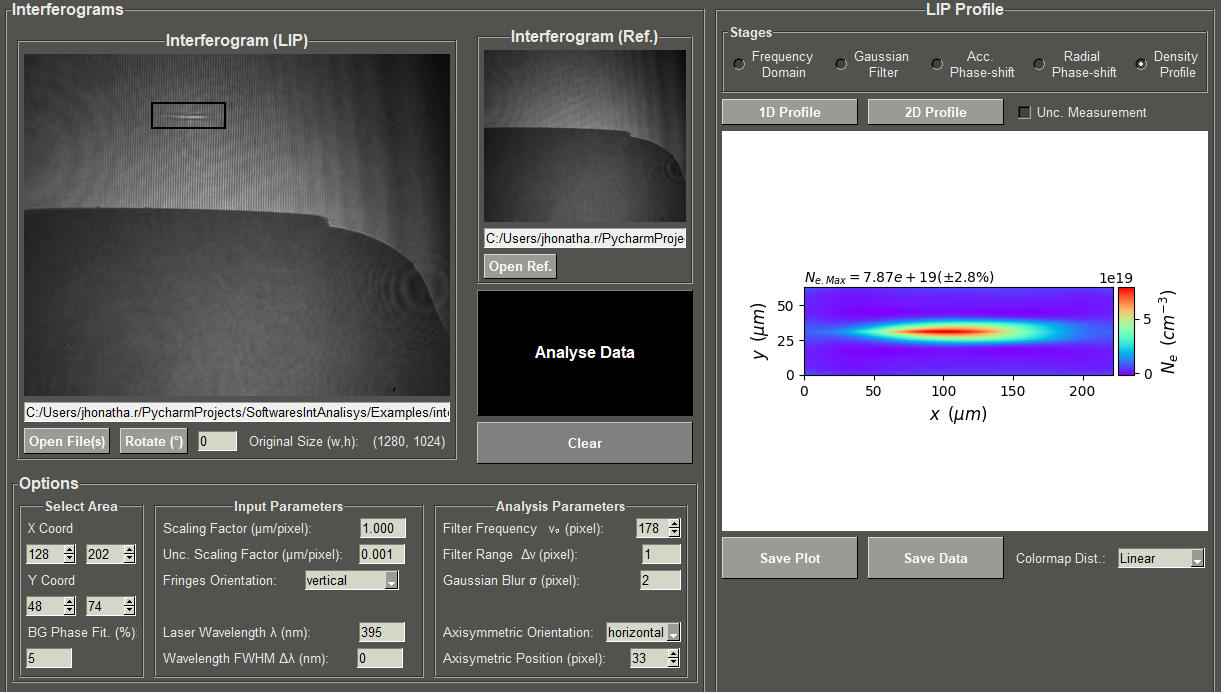 Interferograms
Interferogram (LIP)
C:/Users/jhonatha.r/PycharmProjects/SoftwaresIntAnalisys/Examples/inte
Open File(s)
Rotate (°)
0
Original Size (w,h): (1280, 1024)
Interferogram (Ref.)
C:/Users/jhonatha.r/PycharmProje
Open Ref.
Analyse Data
Clear
Options
Select Area
X Coord
128 202
Y Coord
48 74
BG Phase Fit. (%):
5
Input Parameters
Scaling Factor (µm/pixel): 1.000
Unc. Scaling Factor (µm/pixel): 0.001
Fringes Orientation: vertical
Laser Wavelength λ (nm): 395
Wavelength FWHM Δλ (nm): 0
Analysis Parameters
Filter Frequency νₒ (pixel): 178
Filter Range Δν (pixel): 1
Gaussian Blur σ (pixel): 2
Axisymmetric Orientation: horizontal
Axisymetric Position (pixel): 33
LIP Profile
Stages
Frequency Domain
Gaussian Filter
Acc. Phase-shift
Radial Phase-shift
Density Profile
1D Profile
2D Profile
Unc. Measurement
N_{e.Max} = 7.87e + 19(±2.8%)
1e19
50
25
0
y (µm)
0 50 100 150 200
x (µm)
5
0
N_e (cm^{-3})
Save Plot
Save Data
Colormap Dist.: Linear